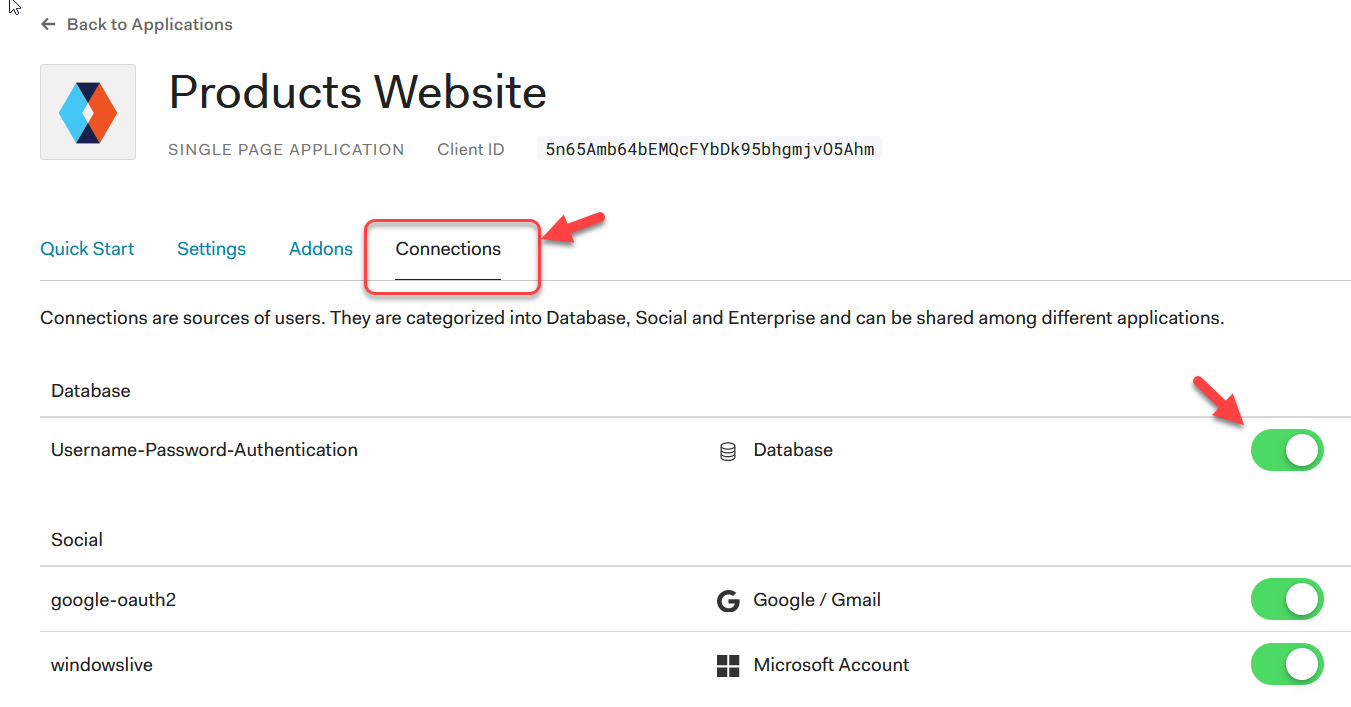 ← Back to Applications
Products Website
SINGLE PAGE APPLICATION Client ID 5n65Amb64bEMQcFYbDk95bhgmjvO5Ahm
Quick Start Settings Addons Connections
Connections are sources of users. They are categorized into Database, Social and Enterprise and can be shared among different applications.
Database
Username-Password-Authentication Database
Social
google-oauth2 Google / Gmail
windowslive Microsoft Account